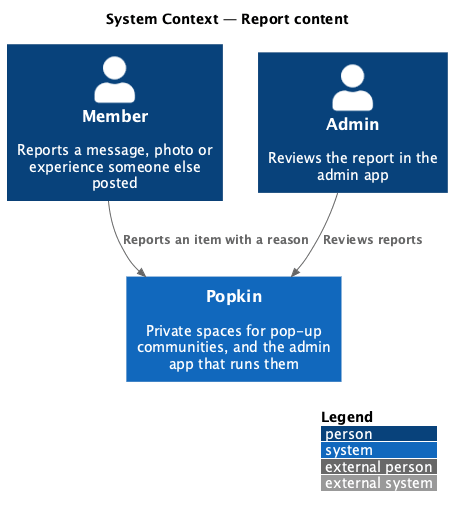 System Context — Report content
Member
Reports a message, photo or
experience someone else
posted
Admin
Reviews the report in the
admin app
Reports an item with a reason
Reviews reports
Popkin
Private spaces for pop-up
communities, and the admin
app that runs them
Legend
person
system
external person
external system